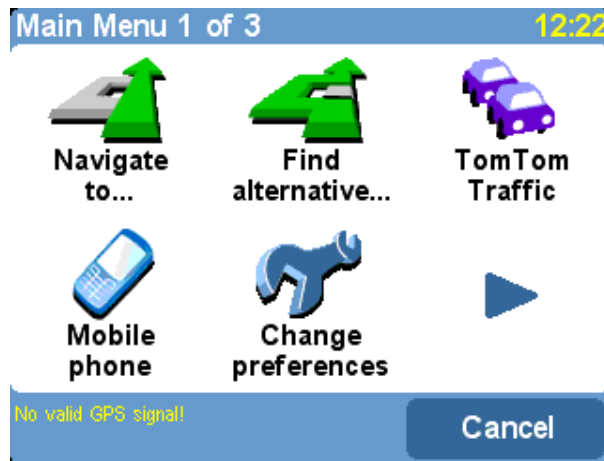 Main Menu 1 of 3
12:22
Navigate
to...
Find
alternative...
TomTom
Traffic
Mobile
phone
Change
preferences
No valid GPS signal!
Cancel